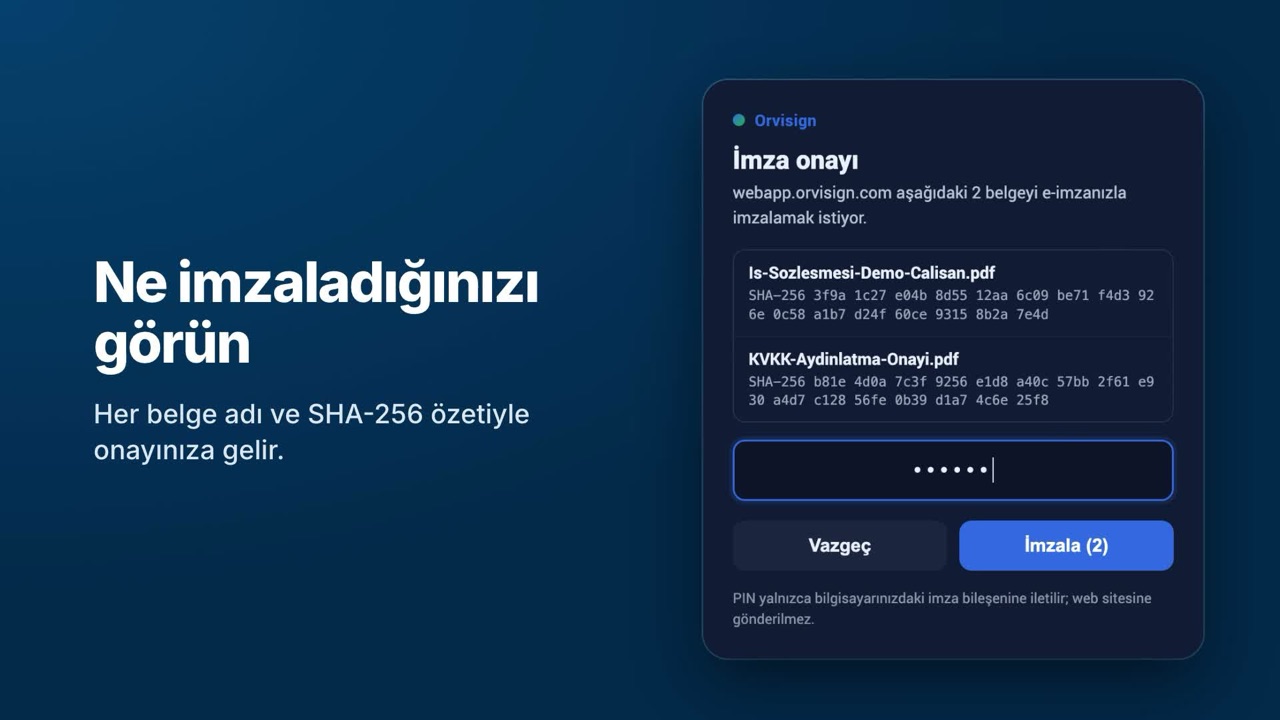 Ne imzaladığınızı
görün
Her belge adı ve SHA-256 özetiyle
onayınıza gelir.
Orvisign
İmza onayı
webapp.orvisign.com aşağıdaki 2 belgeyi e-imzanızla
imzalamak istiyor.
Is-Sozlesmesi-Demo-Calisan.pdf
SHA-256 3f9a 1c27 e04b 8d55 12aa 6c09 be71 f4d3 92
6e 0c58 a1b7 d24f 60ce 9315 8b2a 7e4d
KVKK-Aydinlatma-Onayi.pdf
SHA-256 b81e 4d0a 7c3f 9256 e1d8 a40c 57bb 2f61 e9
30 a4d7 c128 56fe 0b39 d1a7 4c6e 25f8
••••••
Vazgeç
İmzala (2)
PIN yalnızca bilgisayarınızdaki imza bileşenine iletilir; web sitesine
gönderilmez.